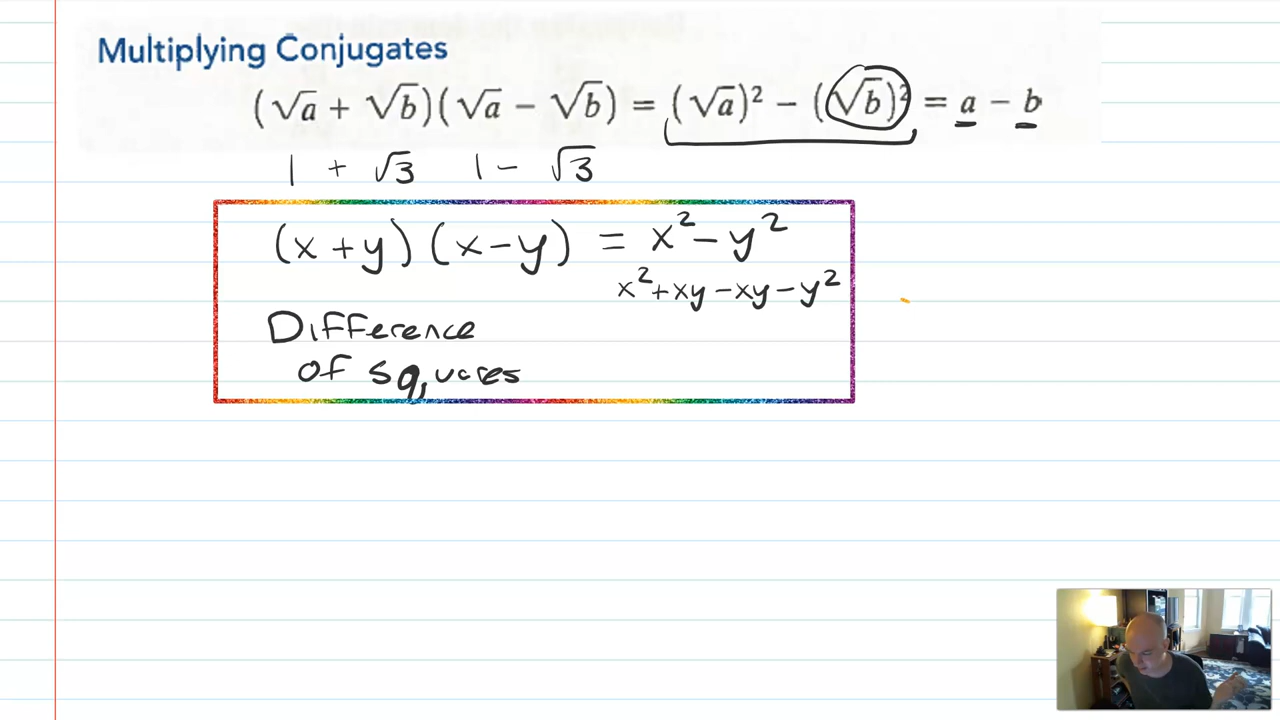 Multiplying Conjugates
(√a + √b)(√a − √b) = (√a)² − (√b)² = a − b
1 + √3 1 − √3
(x + y) (x − y) = x² − y²
x² + xy − xy − y²
Difference
of squares